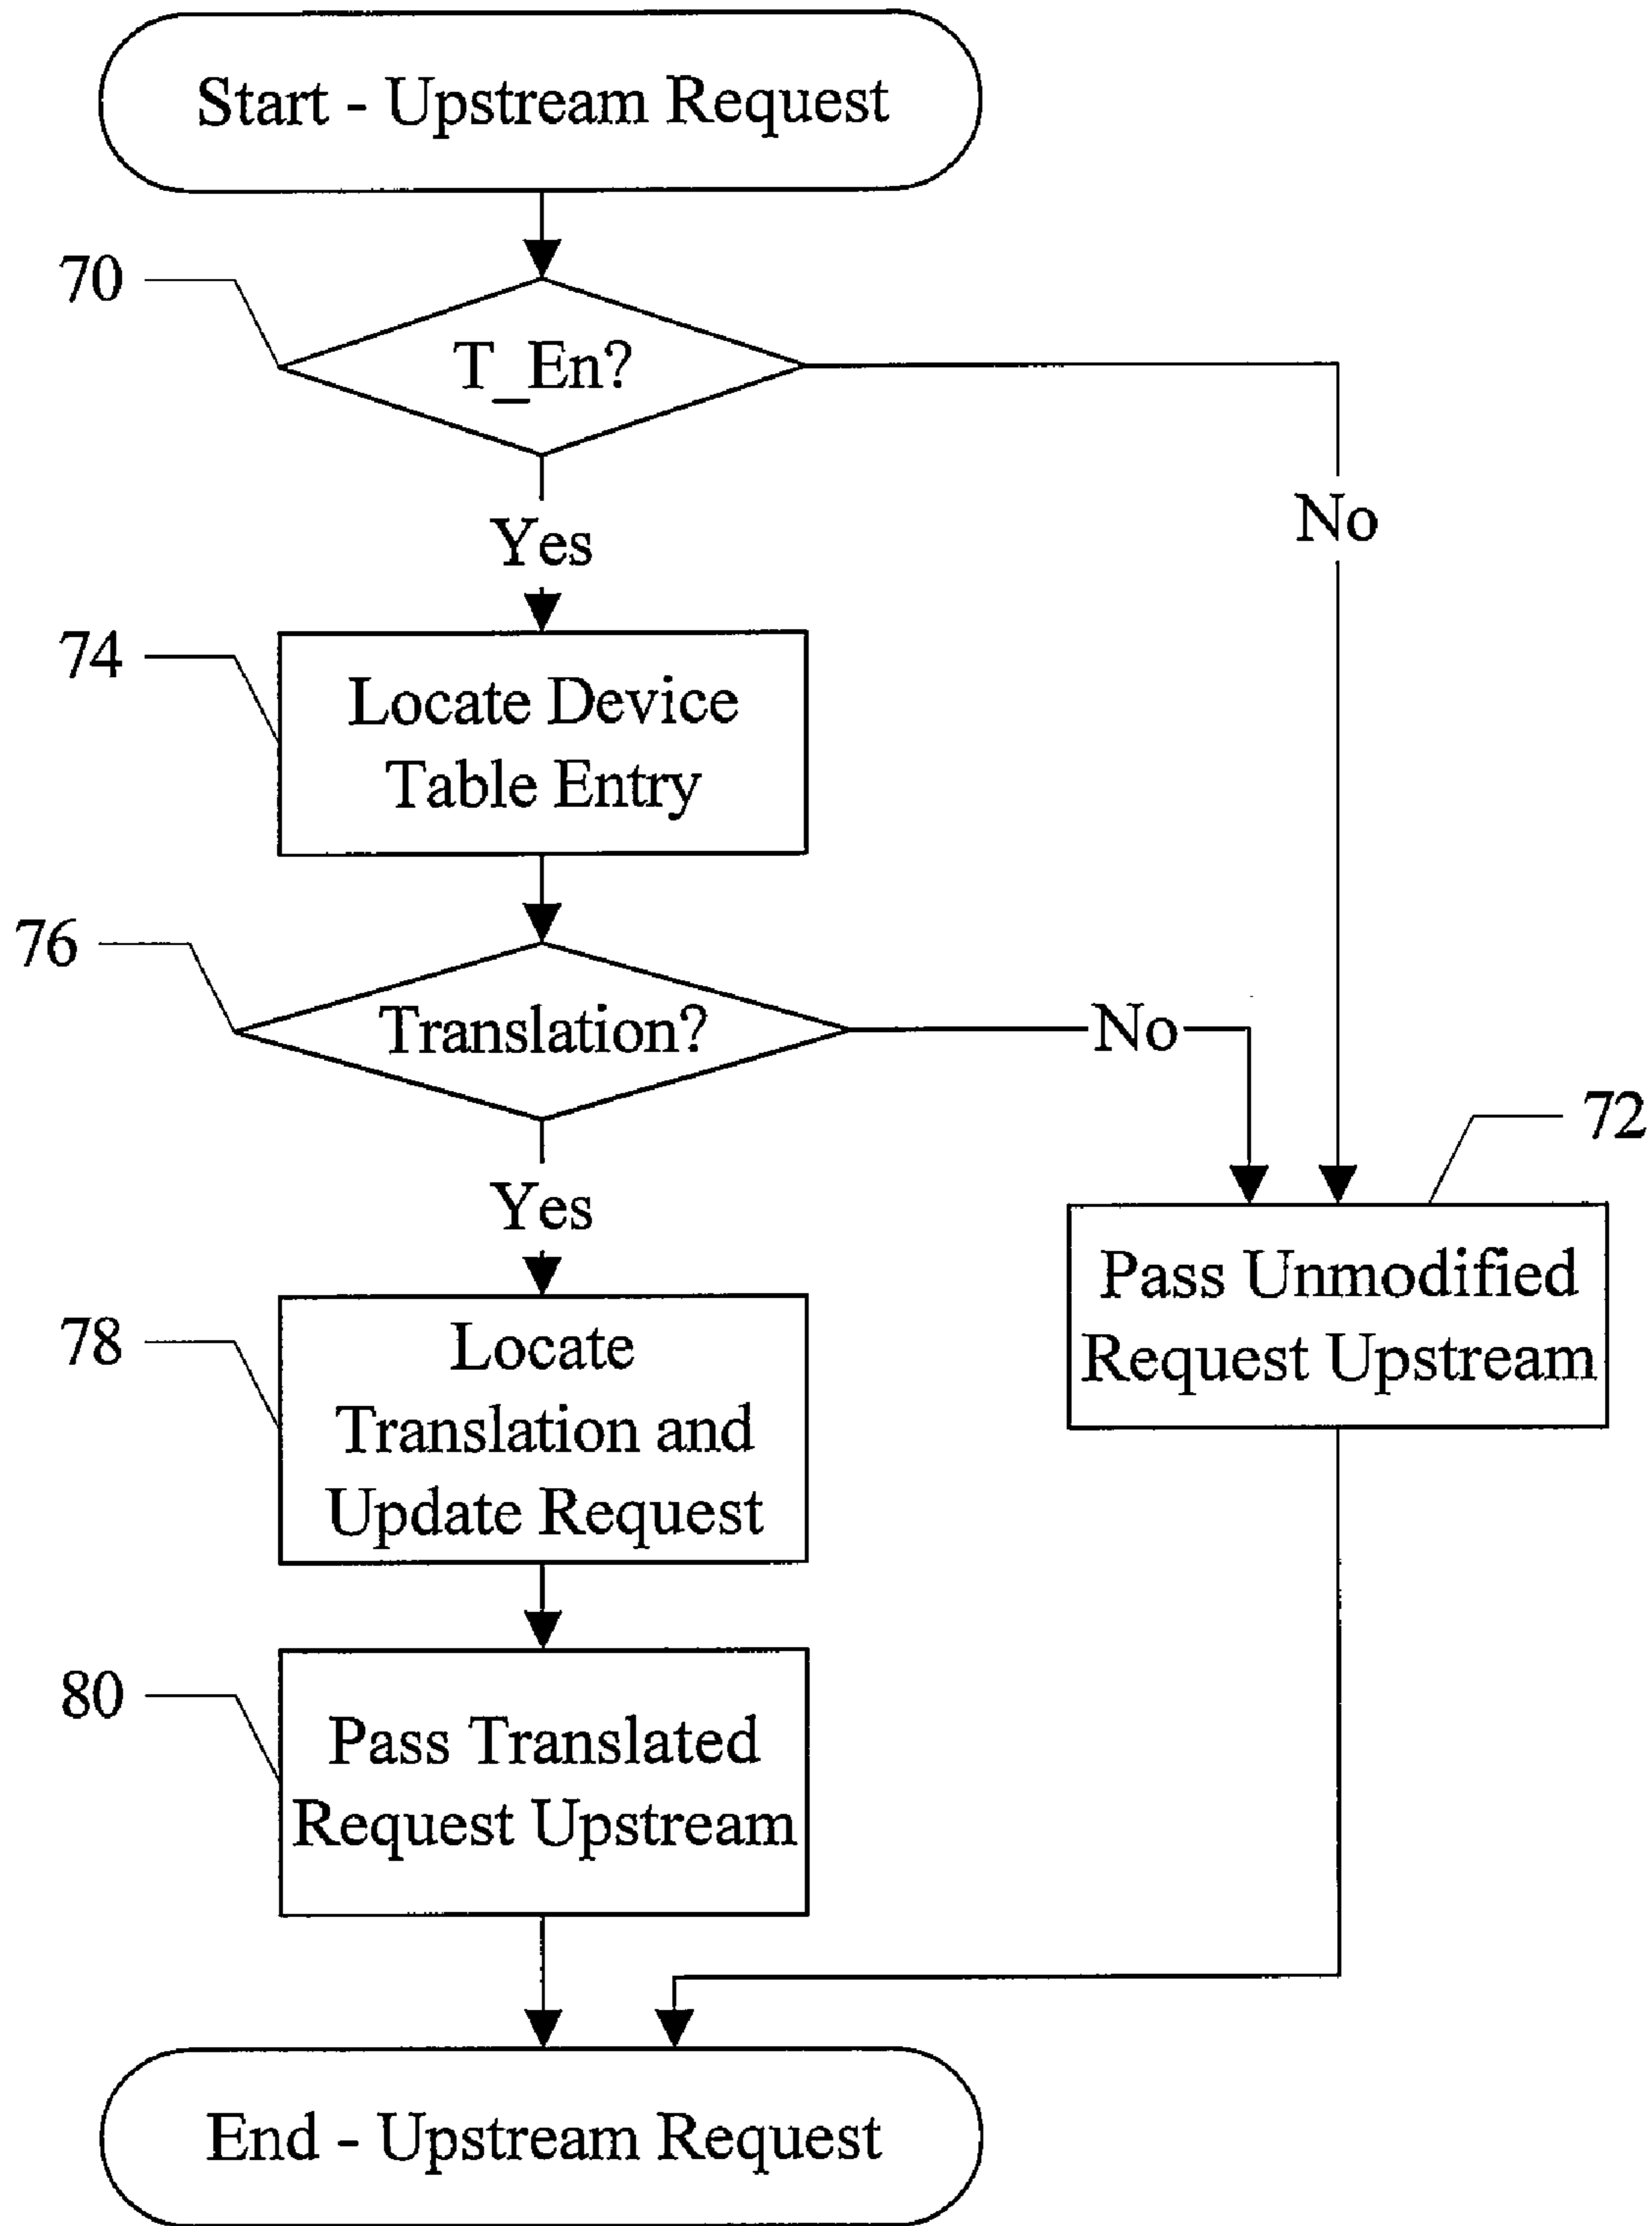 Start - Upstream Request
70
T_En?
Yes
No
74
Locate Device
Table Entry
76
Translation?
No
72
Yes
Pass Unmodified
Request Upstream
78
Locate
Translation and
Update Request
80
Pass Translated
Request Upstream
End - Upstream Request